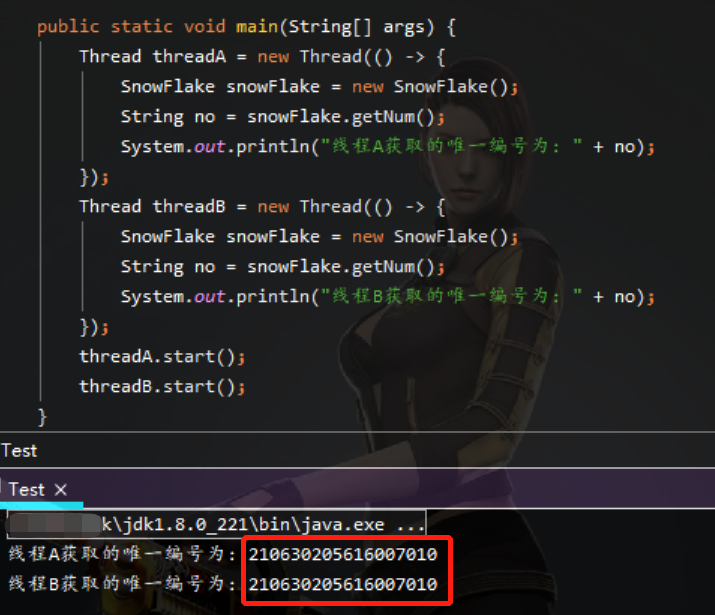 public static void main(String[] args) {
Thread threadA = new Thread(() -> {
SnowFlake snowFlake = new SnowFlake();
String no = snowFlake.getNum();
System.out.println("线程A获取的唯一编号为: " + no);
});
Thread threadB = new Thread(() -> {
SnowFlake snowFlake = new SnowFlake();
String no = snowFlake.getNum();
System.out.println("线程B获取的唯一编号为: " + no);
});
threadA.start();
threadB.start();
}
Test
Test ×
k\jdk1.8.0_221\bin\java.exe ...
线程A获取的唯一编号为: 210630205616007010
线程B获取的唯一编号为: 210630205616007010